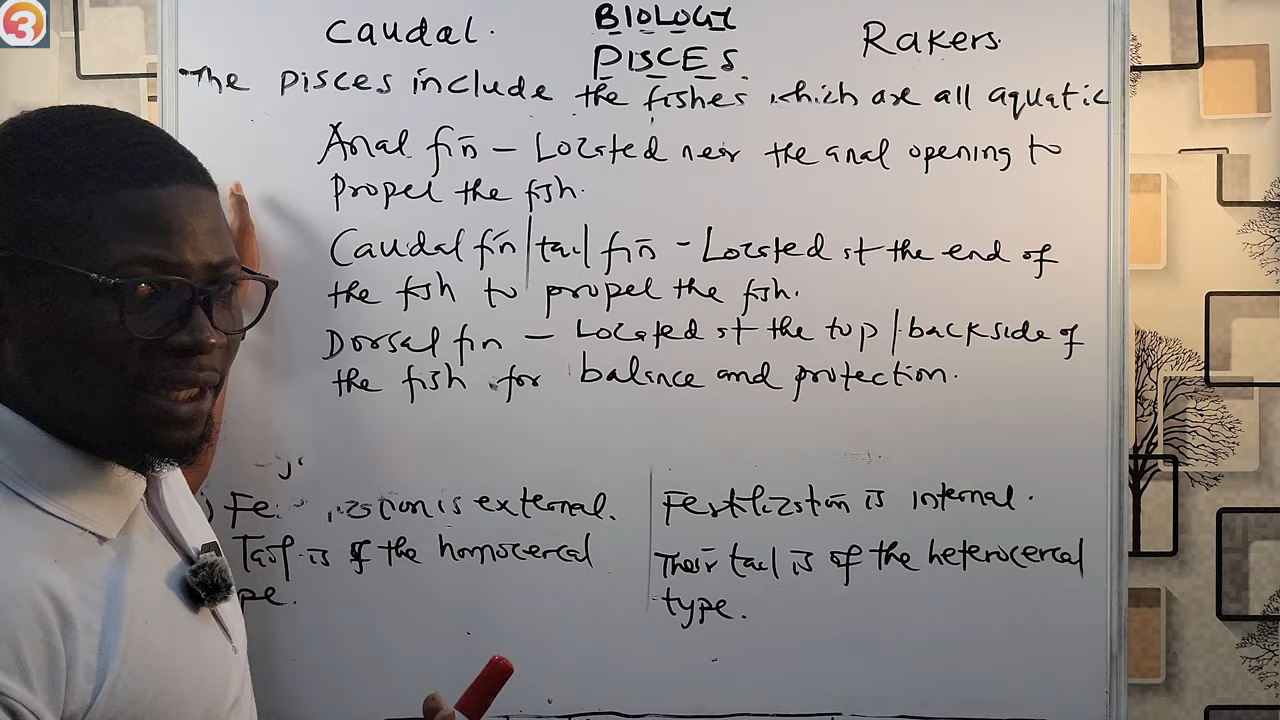 3
Caudal.
BIOLOGY
PISCES.
Rakers.
The Pisces include the fishes which are all aquatic
Anal fin - Located near the anal opening to
propel the fish.
Caudal fin/tail fin - Located at the end of
the fish to propel the fish.
Dorsal fin - Located at the top/backside of
the fish for balance and protection.
is external.
Fertilization is internal.
Tail is of the homocercal
Their tail is of the heterocercal
type.